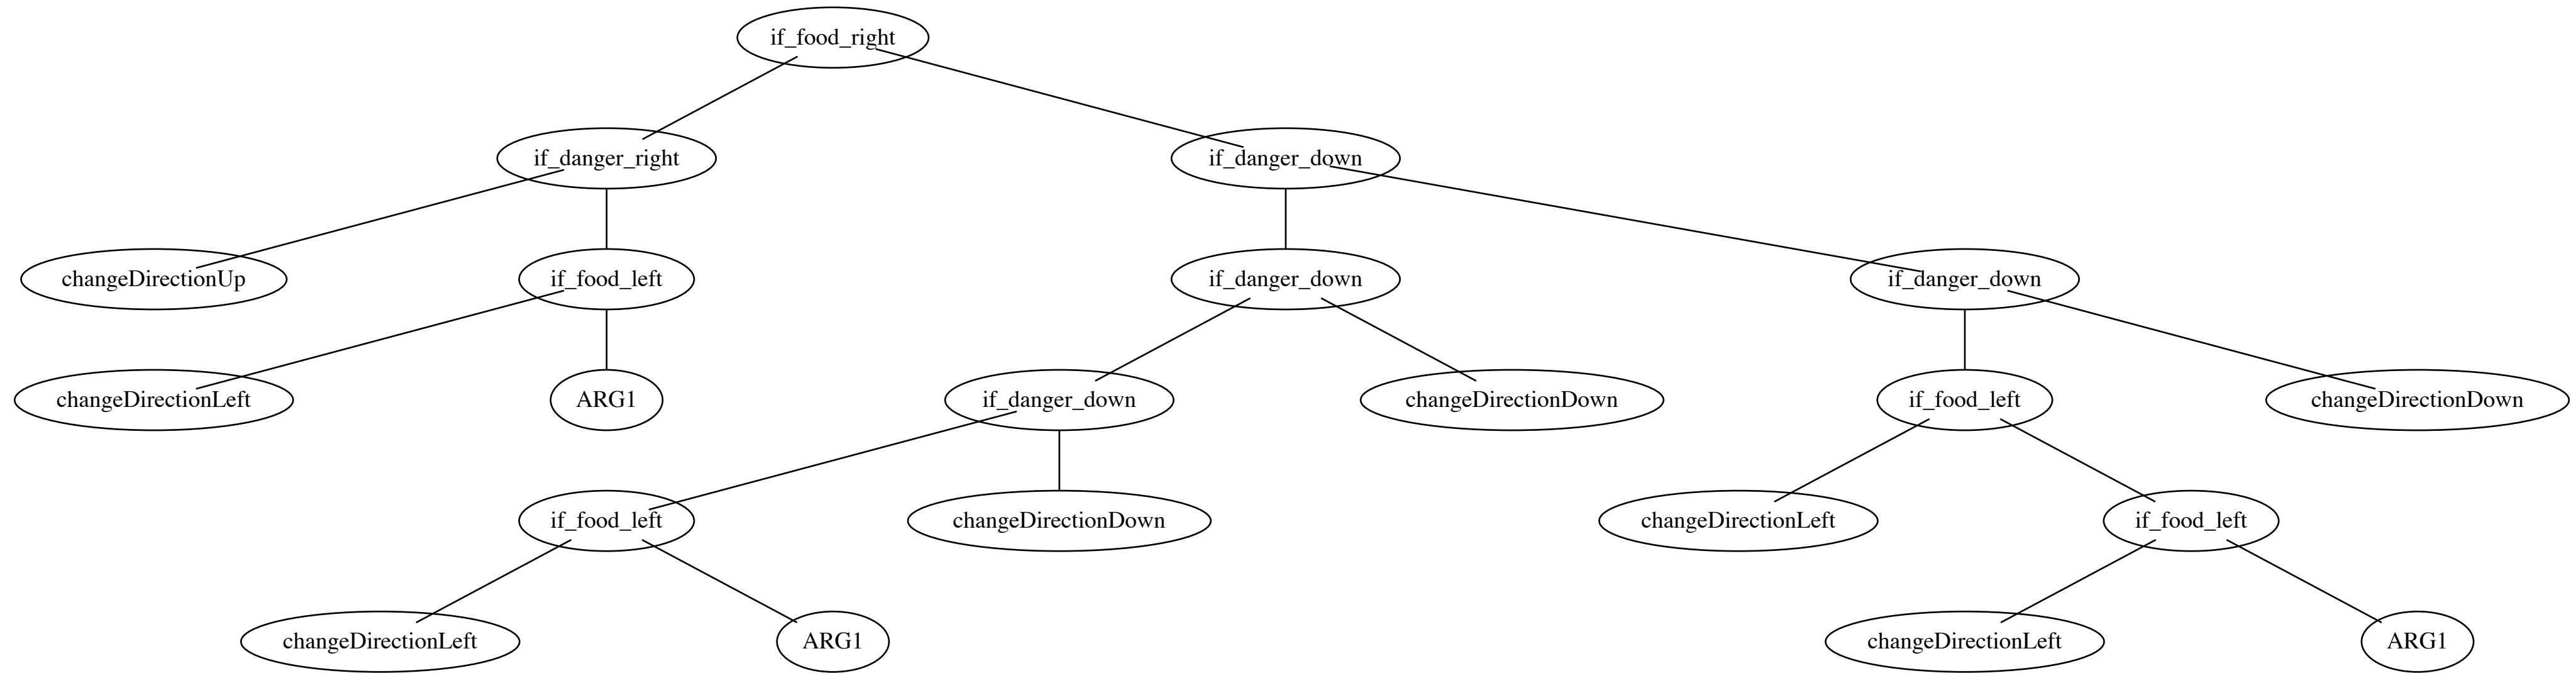 if_food_right
if_danger_right
if_danger_down
changeDirectionUp
if_food_left
if_danger_down
if_danger_down
changeDirectionLeft
ARG1
if_danger_down
changeDirectionDown
if_food_left
changeDirectionDown
if_food_left
changeDirectionDown
changeDirectionLeft
if_food_left
changeDirectionLeft
ARG1
changeDirectionLeft
ARG1